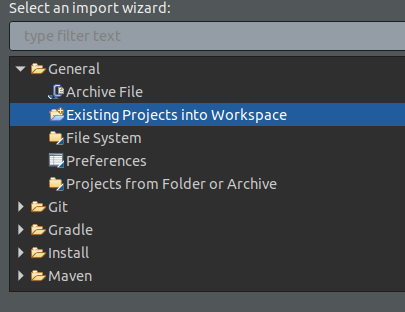 Select an import wizard:
type filter text
General
Archive File
Existing Projects into Workspace
File System
Preferences
Projects from Folder or Archive
Git
Gradle
Install
Maven